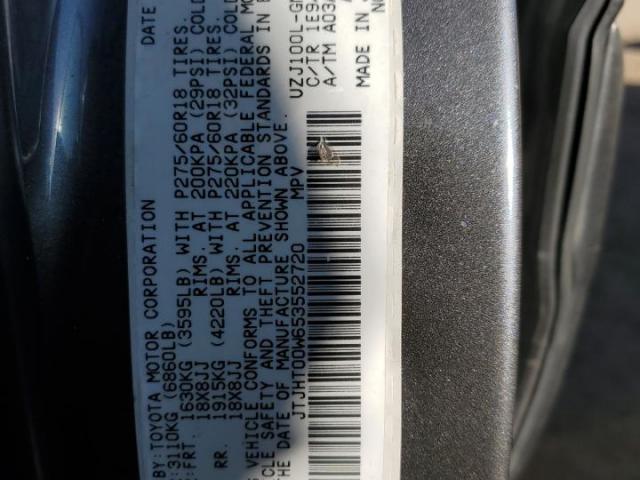 BY: TOYOTA MOTOR CORPORATION DATE
: 3110KG (6860LB)
FRT. 1630KG (3595LB) WITH P275/60R18 TIRES.
18X8JJ RIMS. AT 200KPA (29PSI) COLD
RR. 1915KG (4220LB) WITH P275/60R18 TIRES.
18X8JJ RIMS. AT 220KPA (32PSI) COLD
S VEHICLE CONFORMS TO ALL APPLICABLE FEDERAL MO
CLE SAFETY AND THEFT PREVENTION STANDARDS IN
THE DATE OF MANUFACTURE SHOWN ABOVE.
JTJHT00W653552720 MPV
UZJ100L-G
C/TR 1E3
A/TM A03
MADE IN